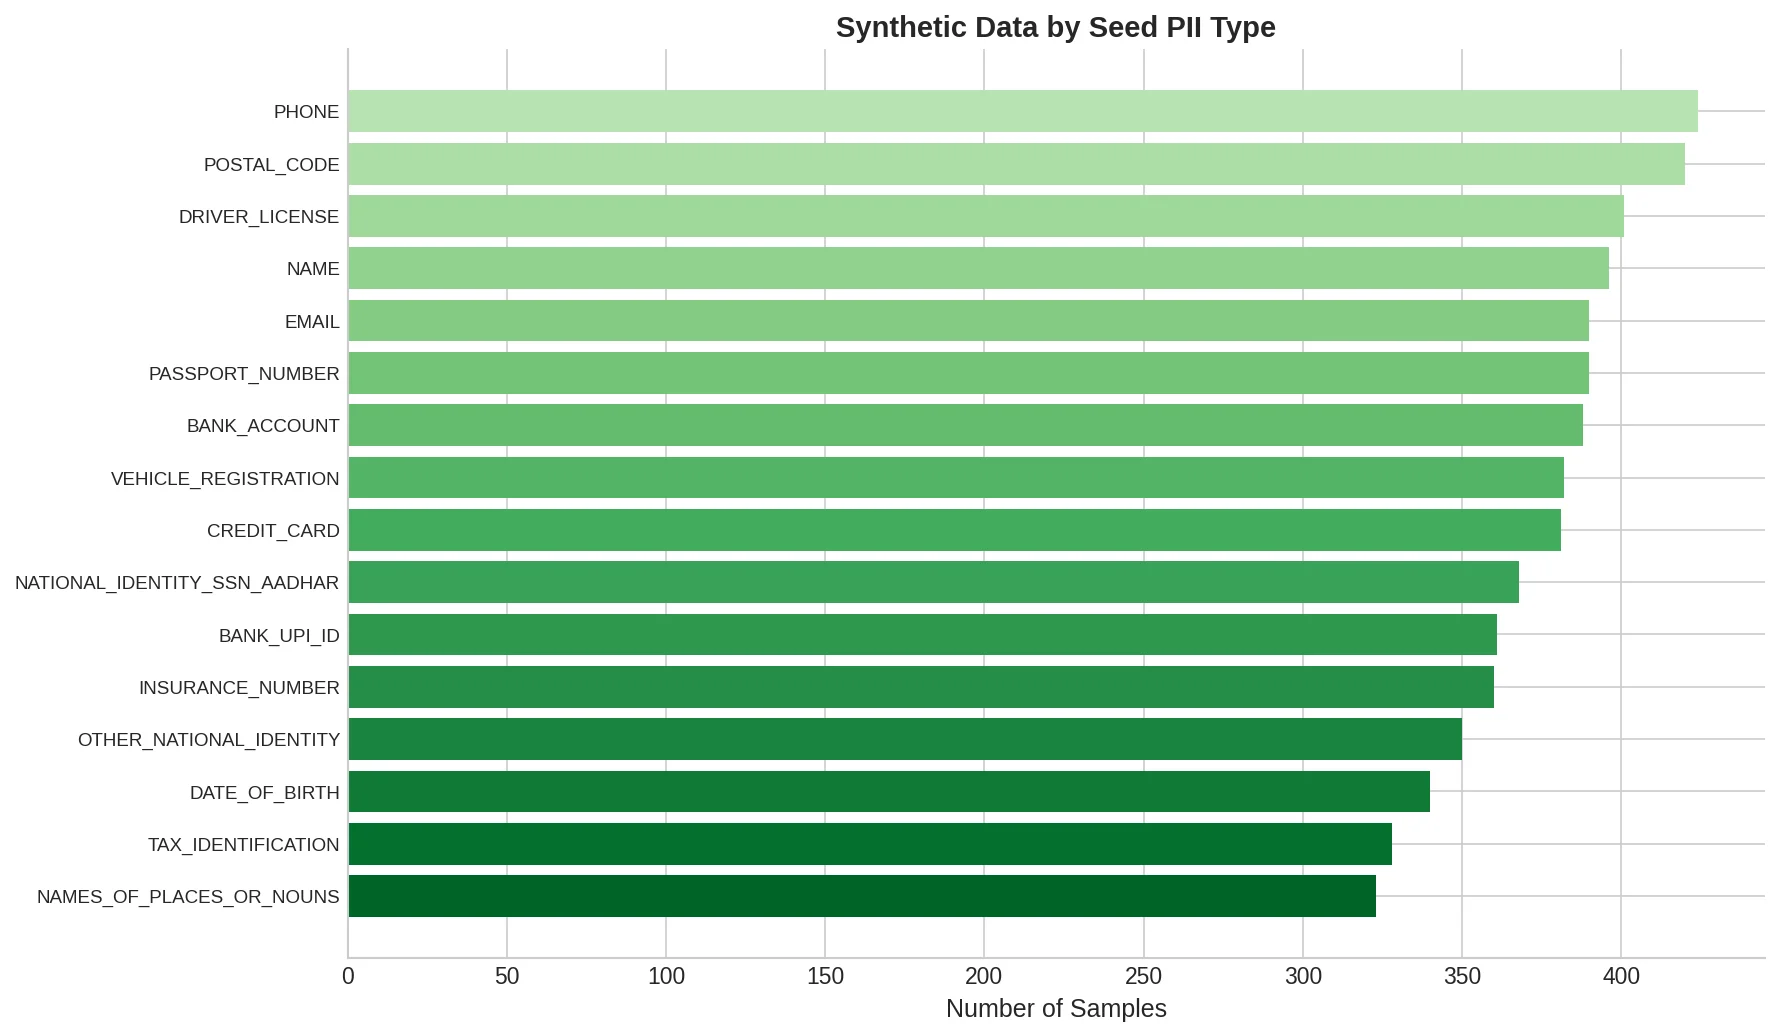 Synthetic Data by Seed PII Type
PHONE
POSTAL_CODE
DRIVER_LICENSE
NAME
EMAIL
PASSPORT_NUMBER
BANK_ACCOUNT
VEHICLE_REGISTRATION
CREDIT_CARD
NATIONAL_IDENTITY_SSN_AADHAR
BANK_UPI_ID
INSURANCE_NUMBER
OTHER_NATIONAL_IDENTITY
DATE_OF_BIRTH
TAX_IDENTIFICATION
NAMES_OF_PLACES_OR_NOUNS
0 50 100 150 200 250 300 350 400
Number of Samples